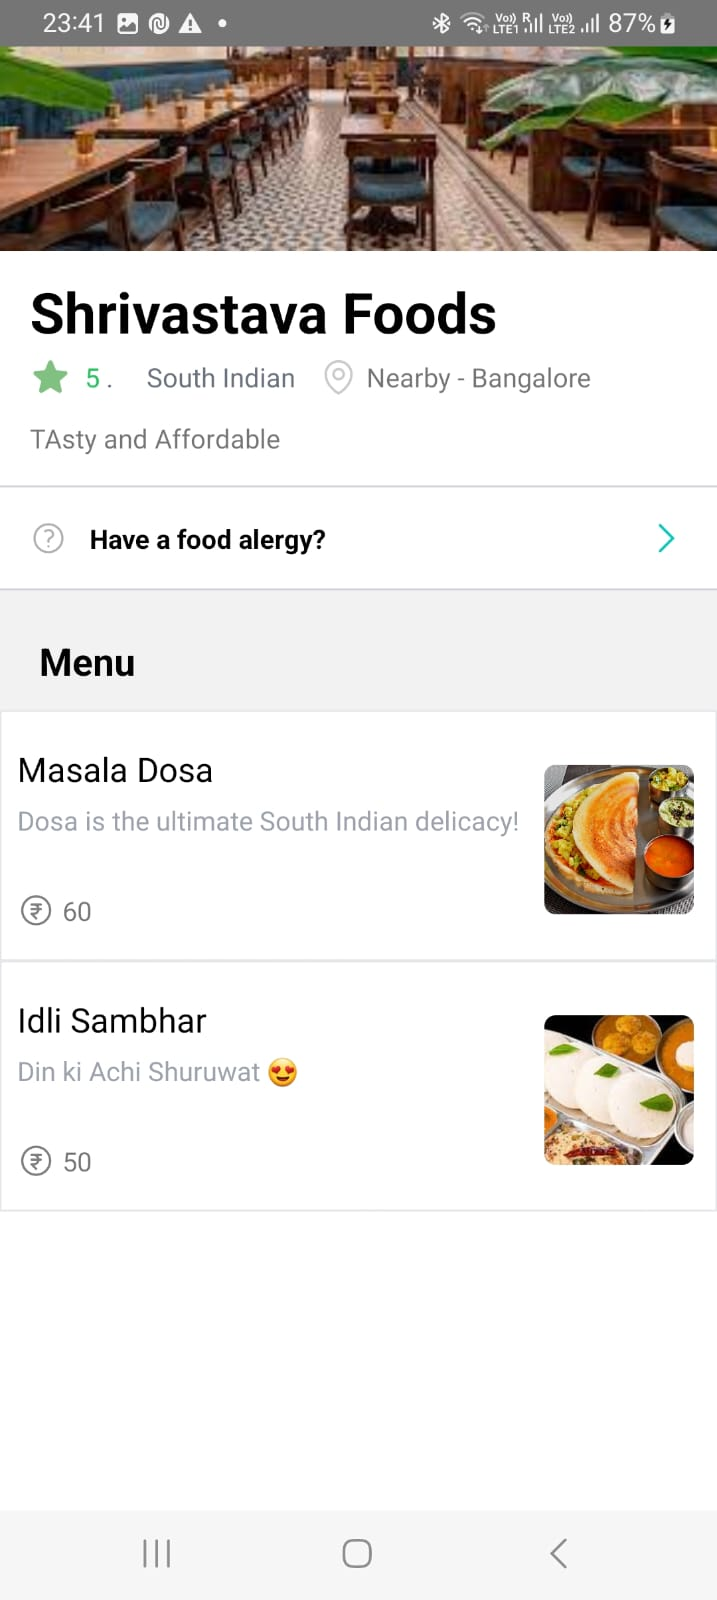 23:41 Vo)) LTE1 R Vo)) LTE2 87%
Shrivastava Foods
5 . South Indian Nearby - Bangalore
TAsty and Affordable
? Have a food alergy?
Menu
Masala Dosa
Dosa is the ultimate South Indian delicacy!
₹ 60
Idli Sambhar
Din ki Achi Shuruwat 😍
₹ 50